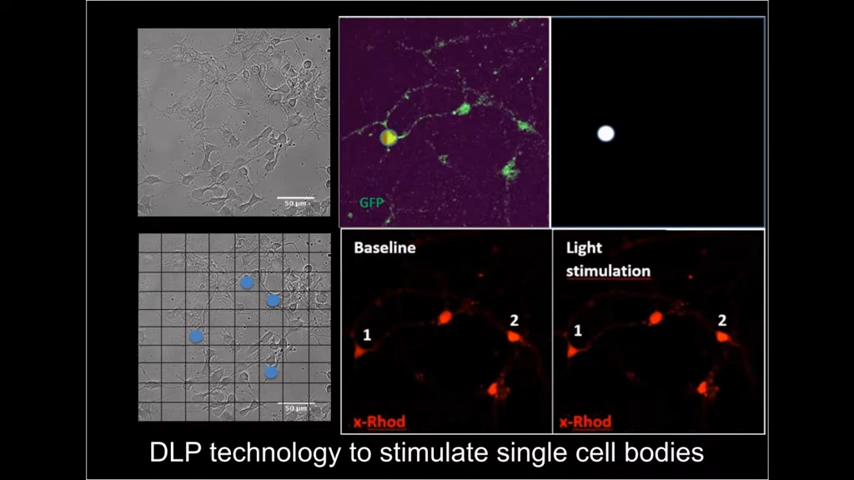 50 μm
GFP
Baseline
1
2
x-Rhod
Light
stimulation
1
2
x-Rhod
50 μm
DLP technology to stimulate single cell bodies